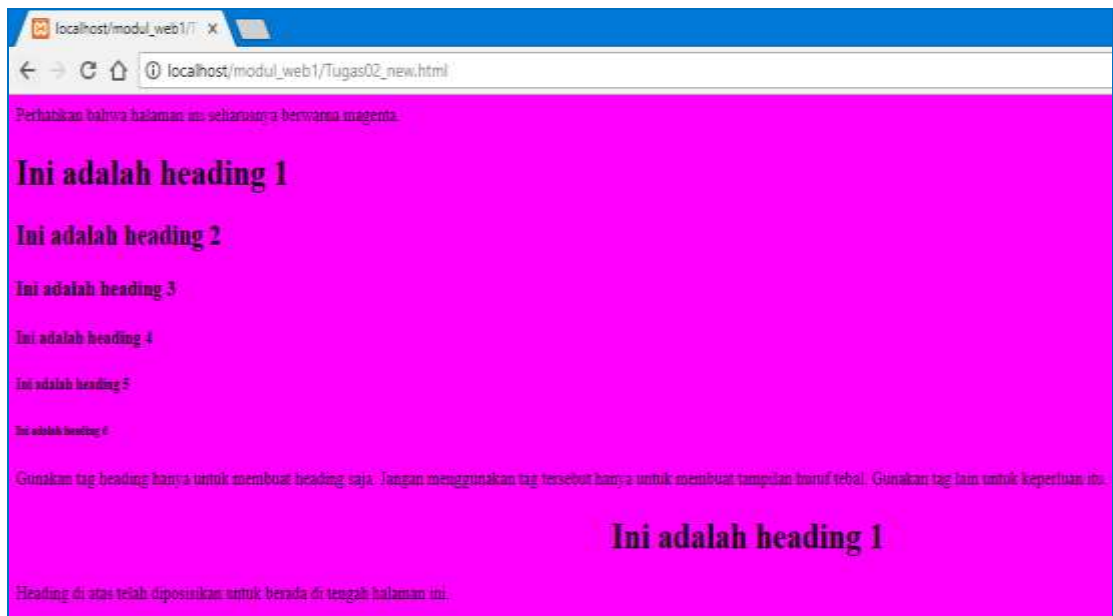 localhost/modul_web1/T
localhost/modul_web1/Tugas02_new.html
Perhatikan bahwa halaman ini seharusnya berwarna magenta.
Ini adalah heading 1
Ini adalah heading 2
Ini adalah heading 3
Ini adalah heading 4
Ini adalah heading 5
Ini adalah heading 6
Gunakan tag heading hanya untuk membuat heading saja. Jangan menggunakan tag tersebut hanya untuk membuat tampilan huruf tebal. Gunakan tag lain untuk keperluan itu.
Ini adalah heading 1
Heading di atas telah diposisikan untuk berada di tengah halaman ini.